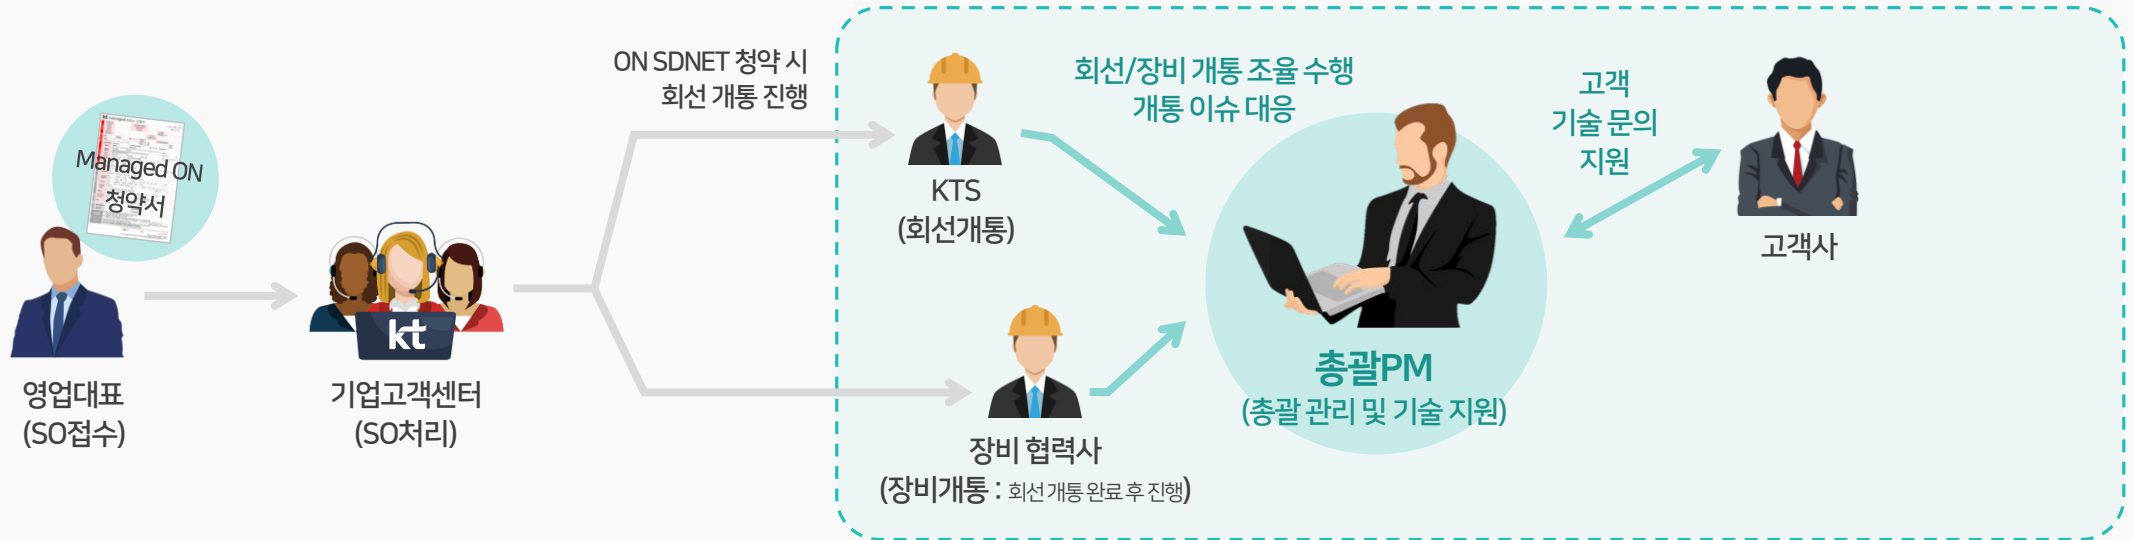 Managed ON
청약서
영업대표
(SO접수)
kt
기업고객센터
(SO처리)
ON SDNET 청약 시
회선 개통 진행
KTS
(회선개통)
장비 협력사
(장비개통 : 회선 개통 완료 후 진행)
회선/장비 개통 조율 수행
개통 이슈 대응
총괄PM
(총괄 관리 및 기술 지원)
고객
기술 문의
지원
고객사